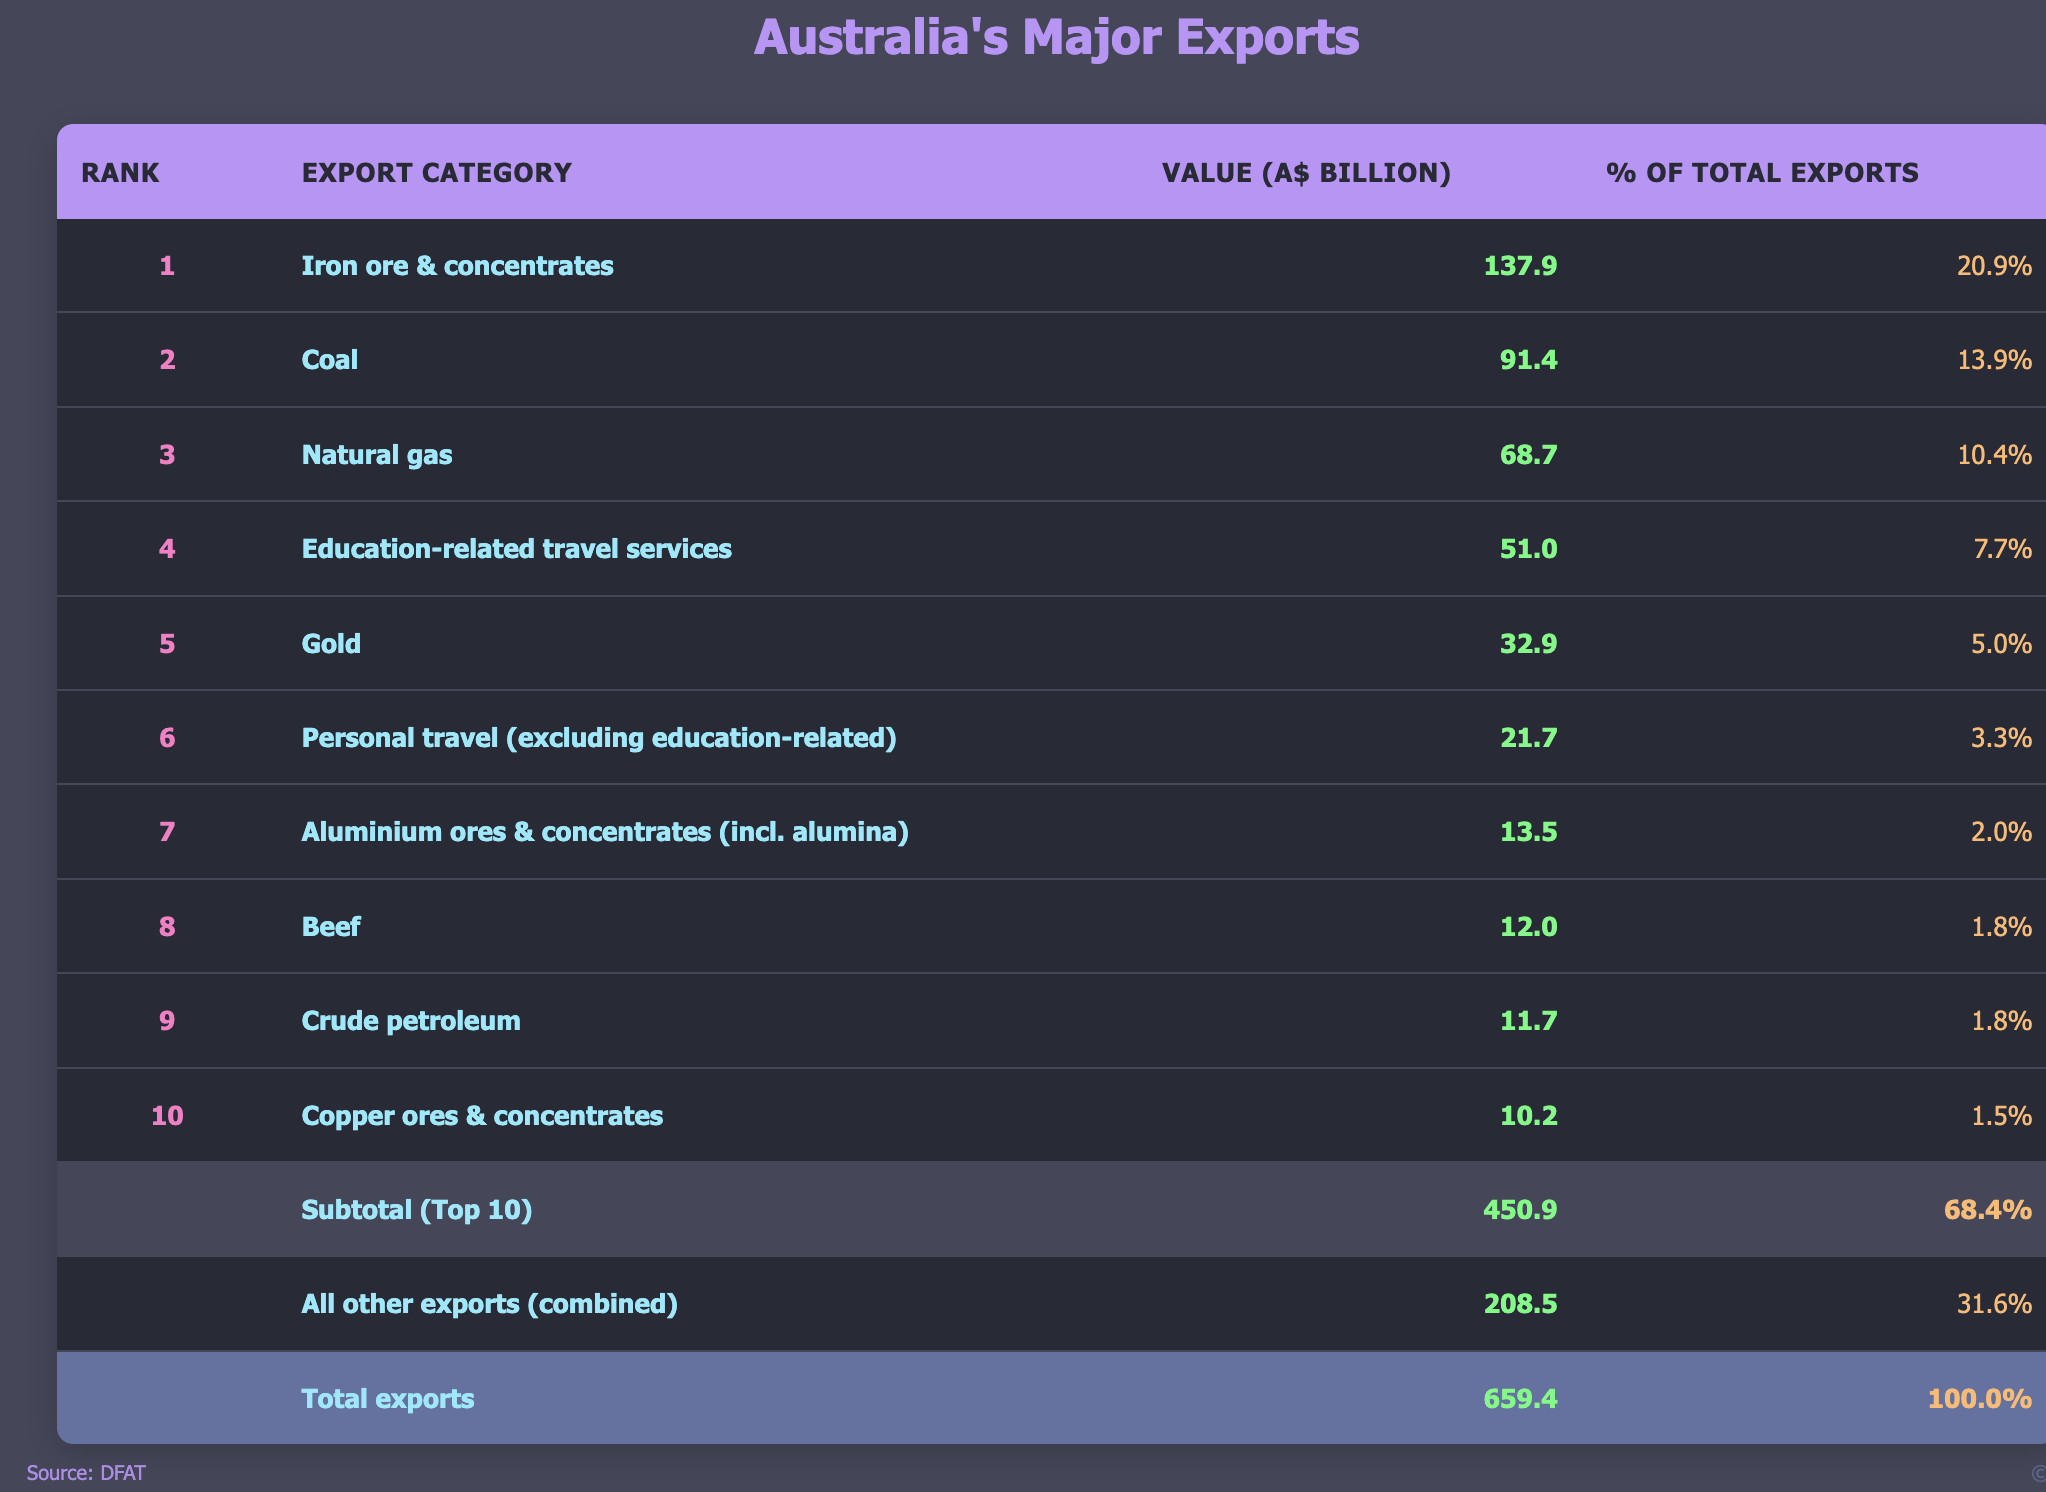 Australia's Major Exports
RANK EXPORT CATEGORY VALUE (A$ BILLION) % OF TOTAL EXPORTS
1 Iron ore & concentrates 137.9 20.9%
2 Coal 91.4 13.9%
3 Natural gas 68.7 10.4%
4 Education-related travel services 51.0 7.7%
5 Gold 32.9 5.0%
6 Personal travel (excluding education-related) 21.7 3.3%
7 Aluminium ores & concentrates (incl. alumina) 13.5 2.0%
8 Beef 12.0 1.8%
9 Crude petroleum 11.7 1.8%
10 Copper ores & concentrates 10.2 1.5%
Subtotal (Top 10) 450.9 68.4%
All other exports (combined) 208.5 31.6%
Total exports 659.4 100.0%
Source: DFAT ©